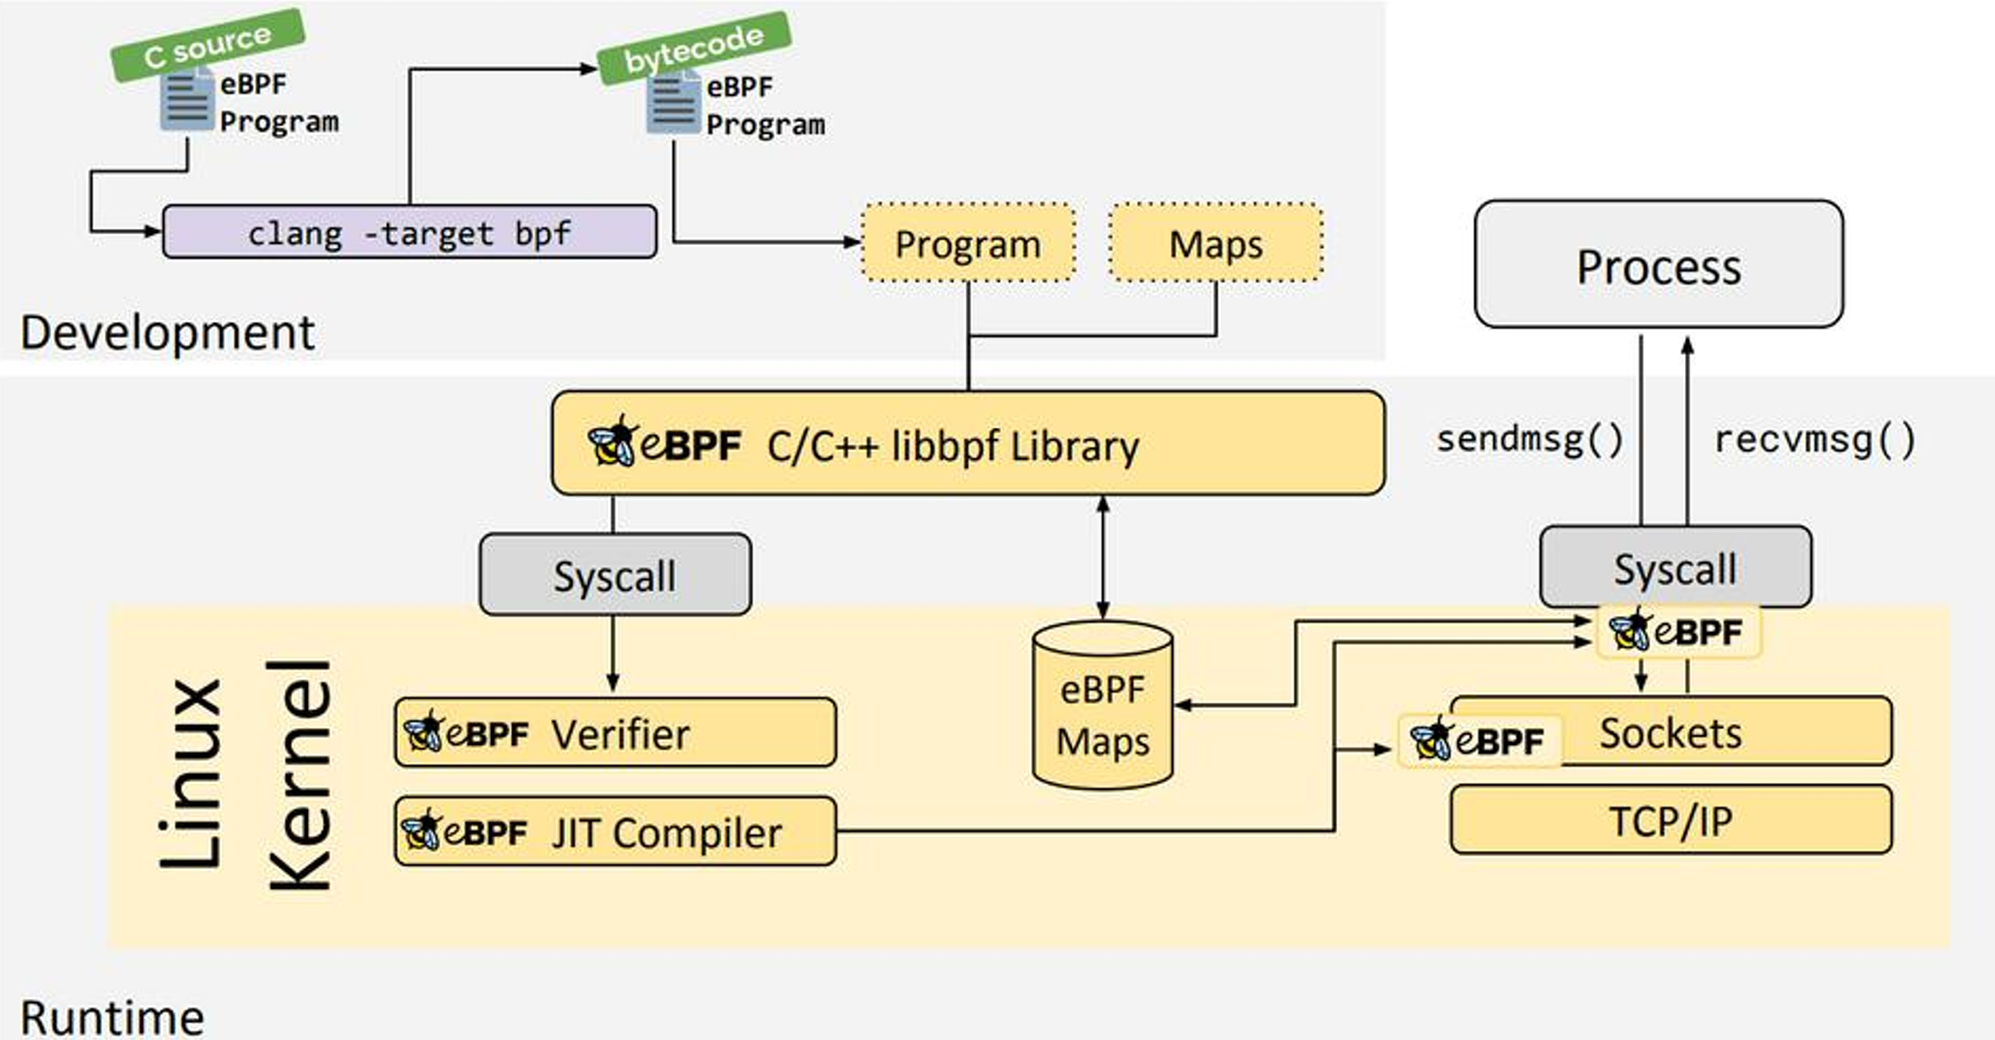 C source
eBPF
Program
bytecode
eBPF
Program
clang -target bpf
Program
Maps
Development
Process
eBPF C/C++ libbpf Library
sendmsg()
recvmsg()
Syscall
Syscall
eBPF
Linux
Kernel
eBPF Verifier
eBPF
Maps
eBPF
Sockets
eBPF JIT Compiler
TCP/IP
Runtime